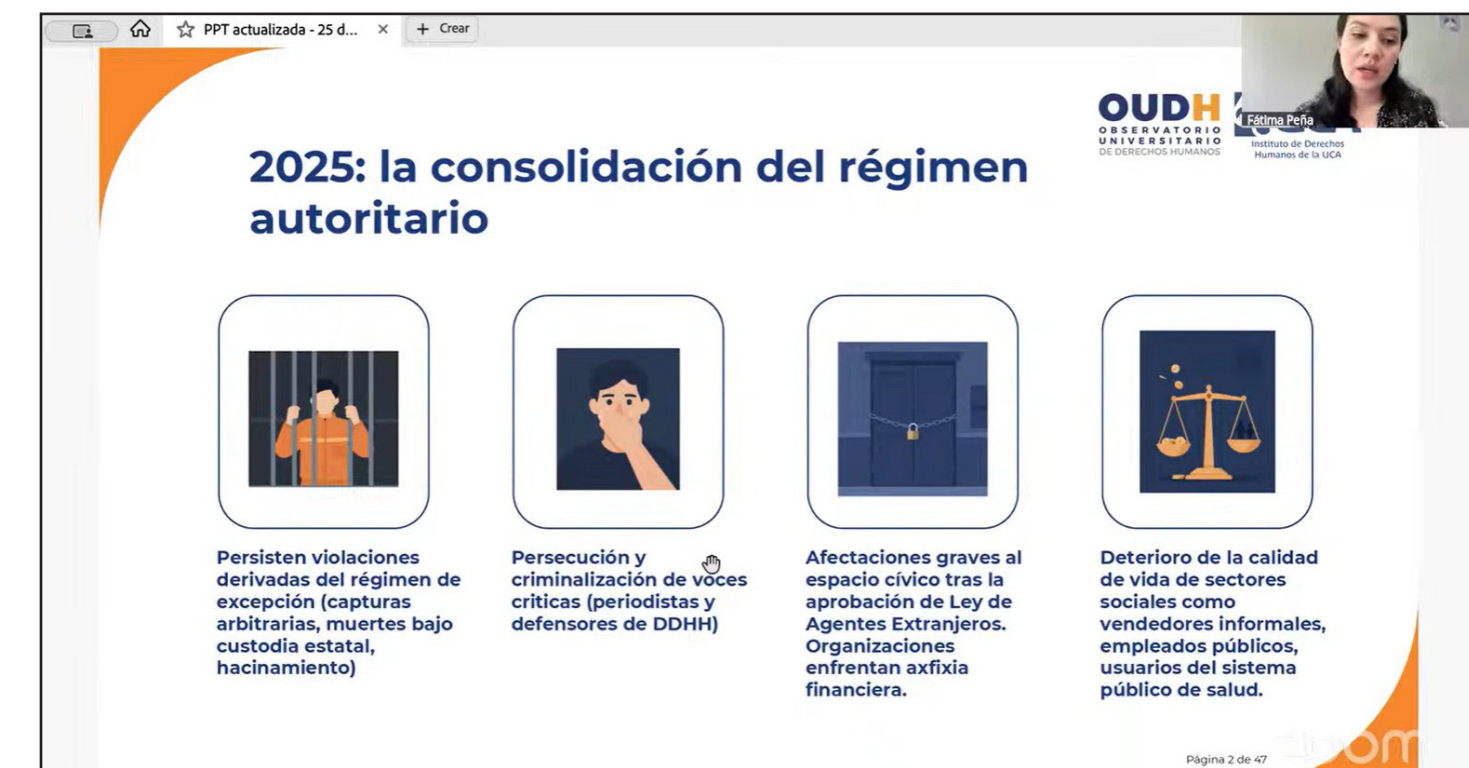 PPT actualizada - 25 d...
Crear
Fátima Peña
OUDH
OBSERVATORIO
UNIVERSITARIO
DE DERECHOS HUMANOS
Instituto de Derechos
Humanos de la UCA
2025: la consolidación del régimen
autoritario
Persisten violaciones
derivadas del régimen de
excepción (capturas
arbitrarias, muertes bajo
custodia estatal,
hacinamiento)
Persecución y
criminalización de voces
criticas (periodistas y
defensores de DDHH)
Afectaciones graves al
espacio cívico tras la
aprobación de Ley de
Agentes Extranjeros.
Organizaciones
enfrentan axfixia
financiera.
Deterioro de la calidad
de vida de sectores
sociales como
vendedores informales,
empleados públicos,
usuarios del sistema
público de salud.
Página 2 de 47
zoom